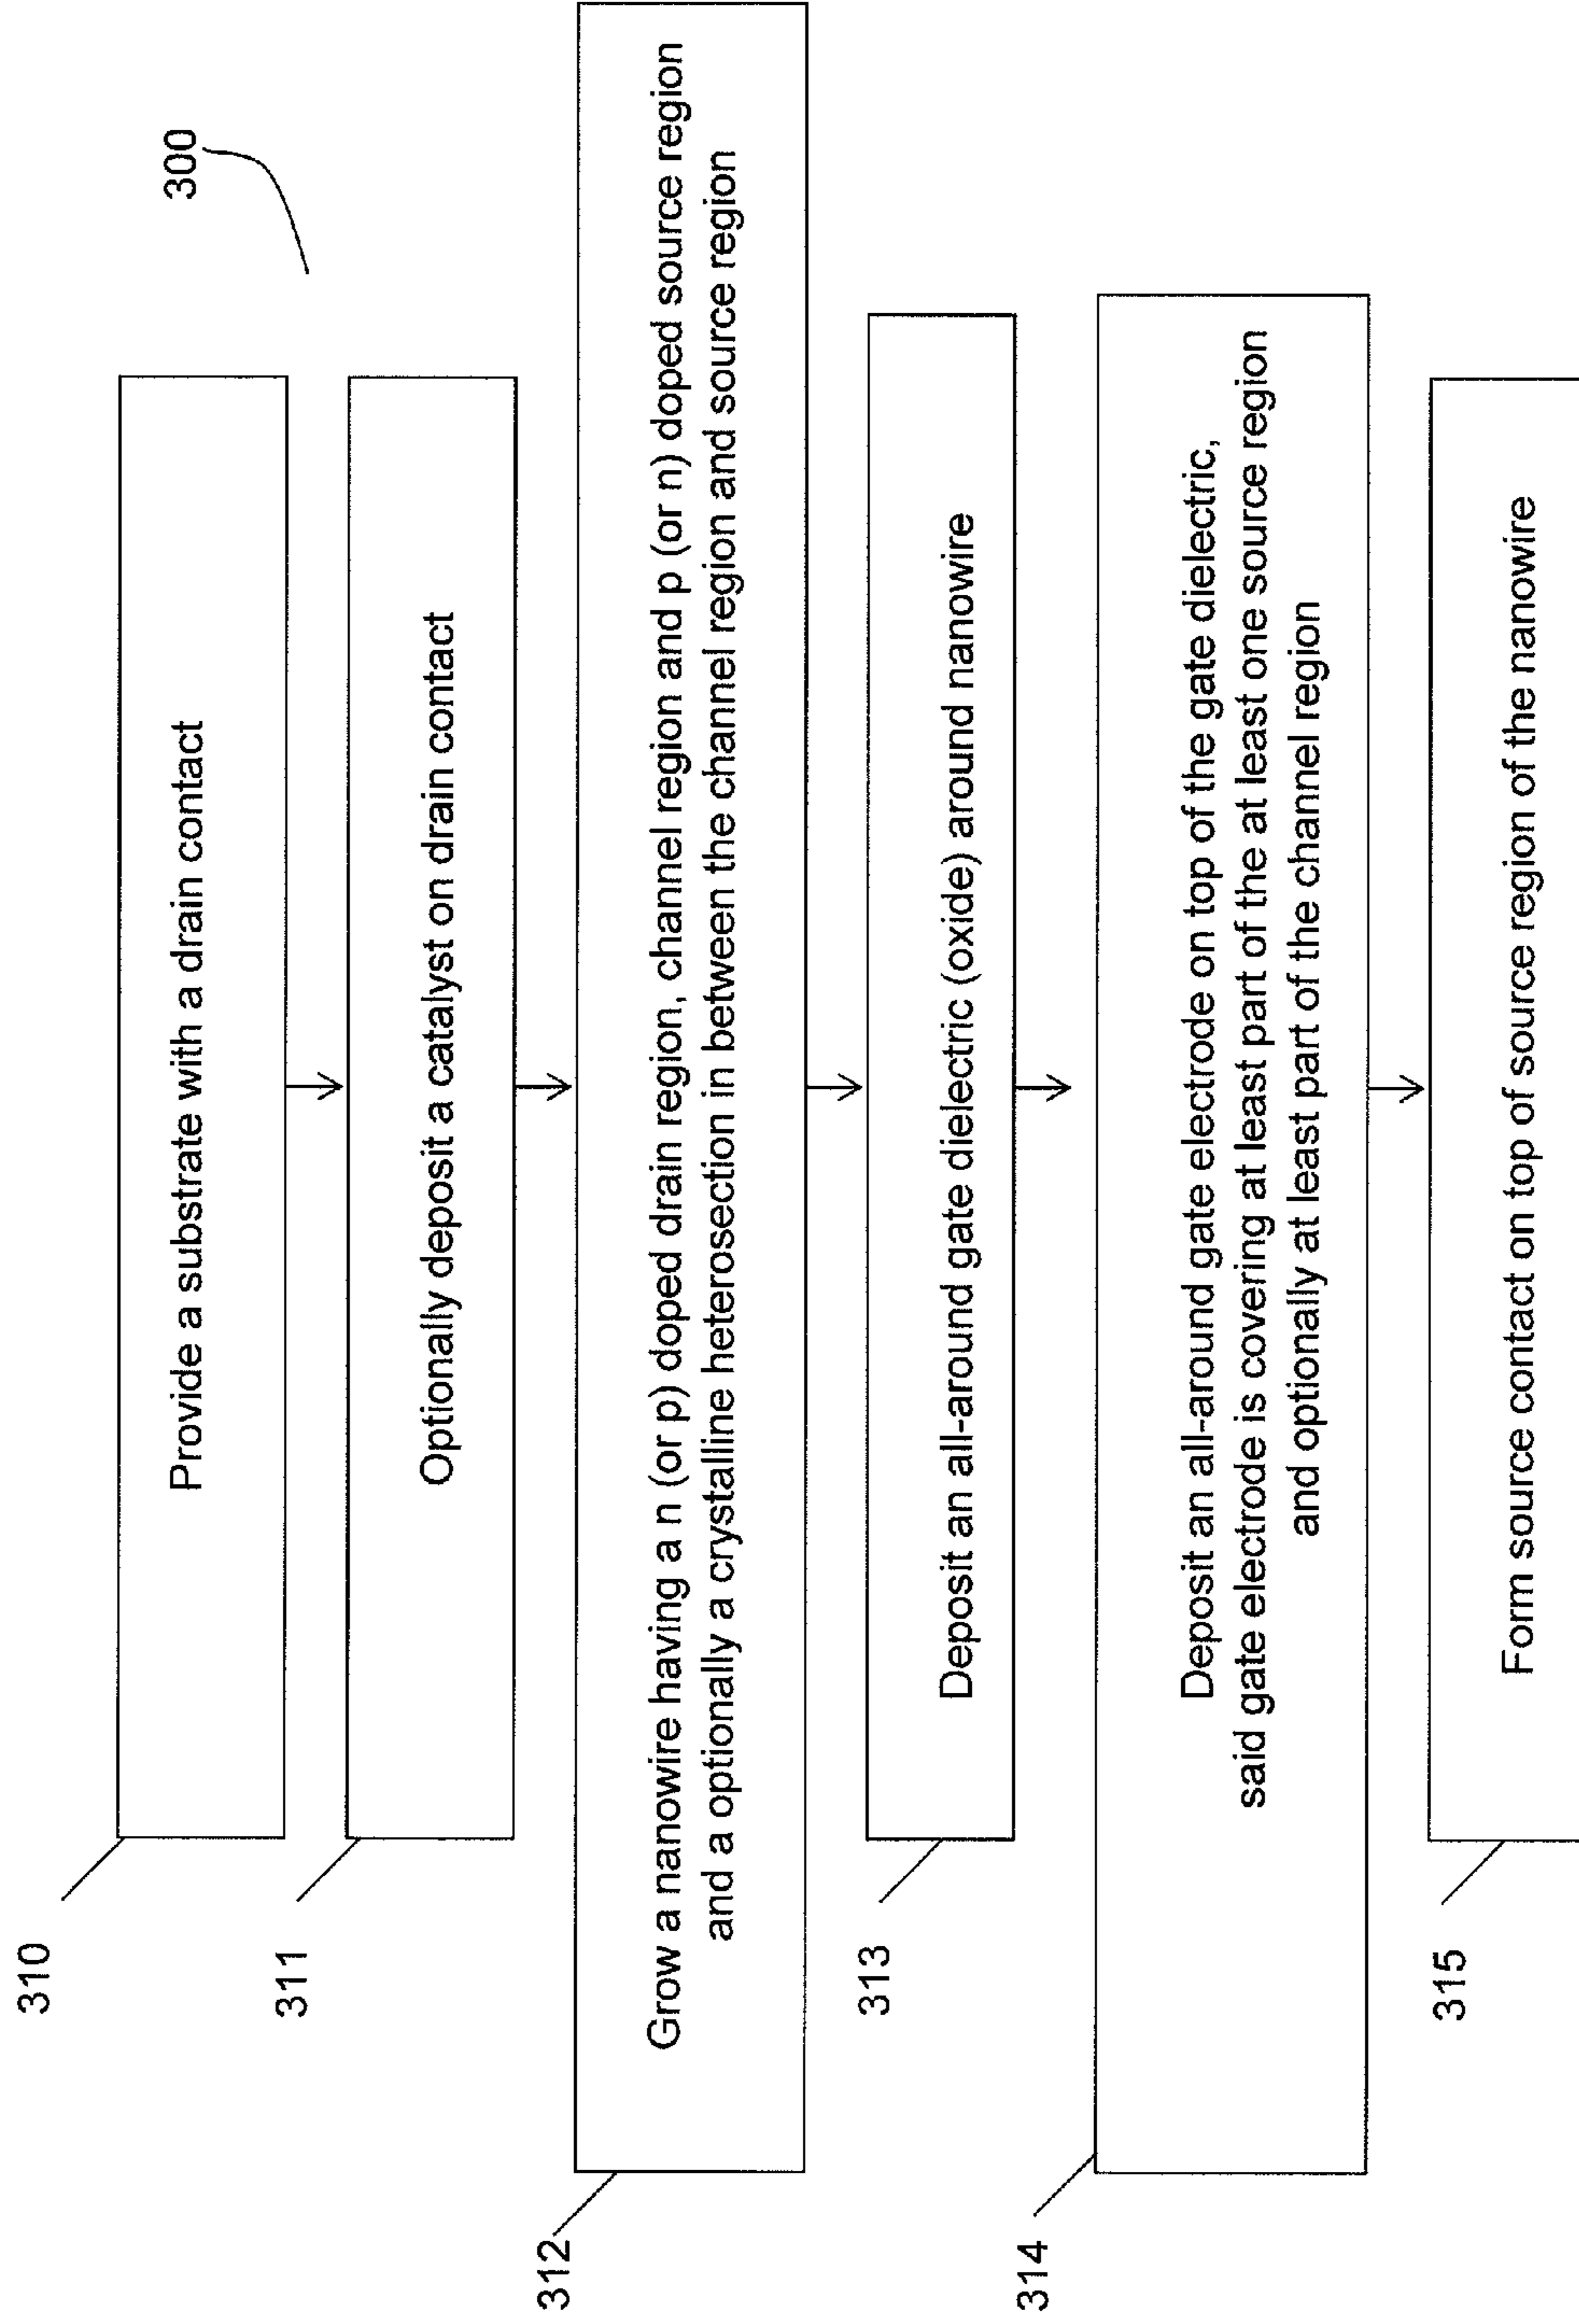 300
310
Provide a substrate with a drain contact
311
Optionally deposit a catalyst on drain contact
312
Grow a nanowire having a n (or p) doped drain region, channel region and p (or n) doped source region
and a optionally a crystalline heterosection in between the channel region and source region
313
Deposit an all-around gate dielectric (oxide) around nanowire
314
Deposit an all-around gate electrode on top of the gate dielectric,
said gate electrode is covering at least part of the at least one source region
and optionally at least part of the channel region
315
Form source contact on top of source region of the nanowire